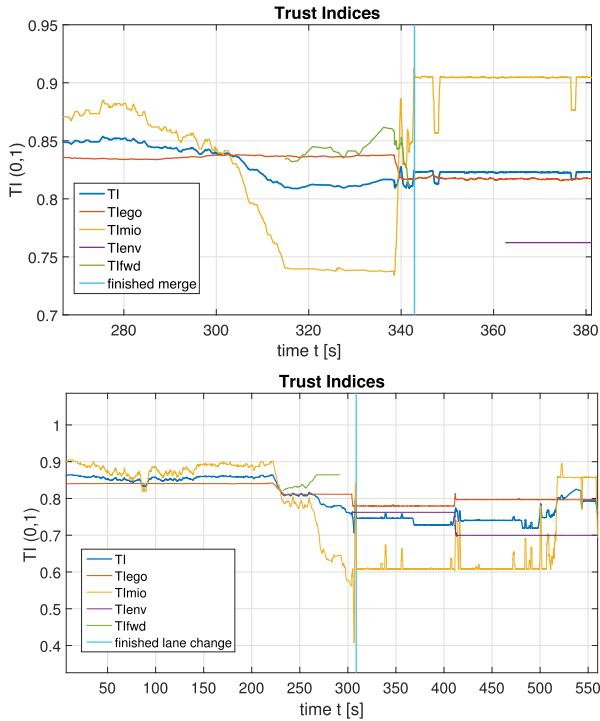 Trust Indices
0.95
0.9
0.85
0.8
0.75
0.7
TI (0,1)
TI
TIego
TImio
TIenv
TIfwd
finished merge
280 300 320 340 360 380
time t [s]
Trust Indices
1
0.9
0.8
0.7
0.6
0.5
0.4
TI (0,1)
TI
TIego
TImio
TIenv
TIfwd
finished lane change
50 100 150 200 250 300 350 400 450 500 550
time t [s]